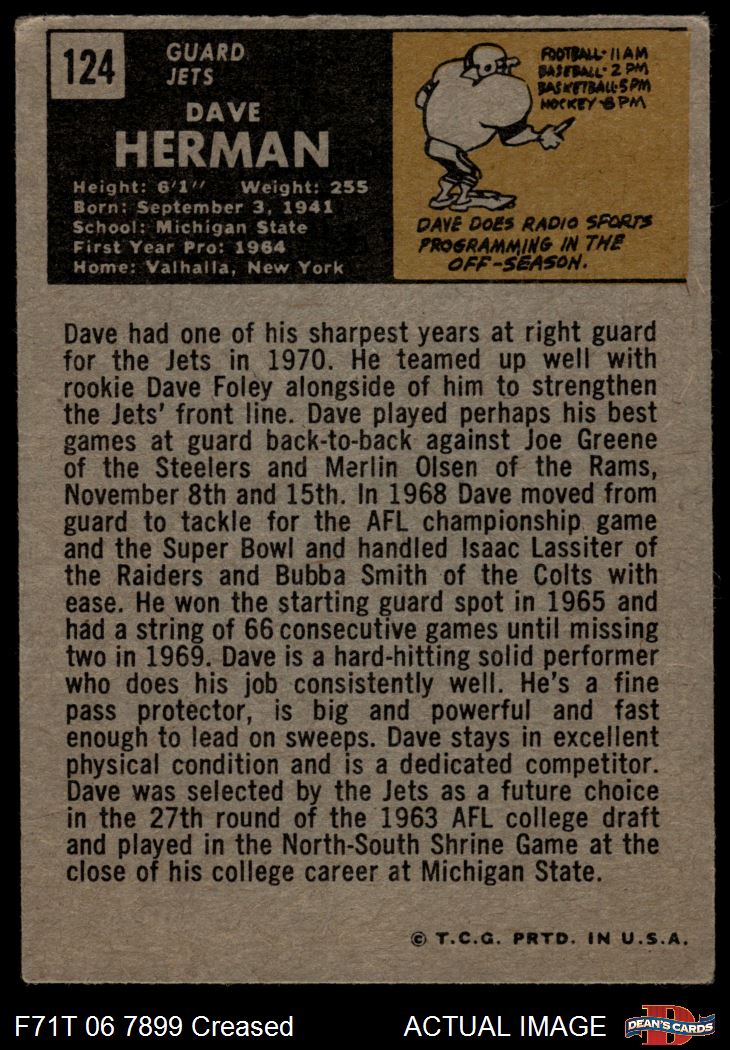 124
GUARD
JETS
DAVE
HERMAN
Height: 6'1" Weight: 255
Born: September 3, 1941
School: Michigan State
First Year Pro: 1964
Home: Valhalla, New York
FOOTBALL-11 AM
BASEBALL-2 PM
BASKETBALL-5PM
HOCKEY-8PM
DAVE DOES RADIO SPORTS
PROGRAMMING IN THE
OFF-SEASON.
Dave had one of his sharpest years at right guard
for the Jets in 1970. He teamed up well with
rookie Dave Foley alongside of him to strengthen
the Jets' front line. Dave played perhaps his best
games at guard back-to-back against Joe Greene
of the Steelers and Merlin Olsen of the Rams,
November 8th and 15th. In 1968 Dave moved from
guard to tackle for the AFL championship game
and the Super Bowl and handled Isaac Lassiter of
the Raiders and Bubba Smith of the Colts with
ease. He won the starting guard spot in 1965 and
had a string of 66 consecutive games until missing
two in 1969. Dave is a hard-hitting solid performer
who does his job consistently well. He's a fine
pass protector, is big and powerful and fast
enough to lead on sweeps. Dave stays in excellent
physical condition and is a dedicated competitor.
Dave was selected by the Jets as a future choice
in the 27th round of the 1963 AFL college draft
and played in the North-South Shrine Game at the
close of his college career at Michigan State.
© T.C.G. PRTD. IN U.S.A.
F71T 06 7899 Creased
ACTUAL IMAGE
D
DEAN'S CARDS